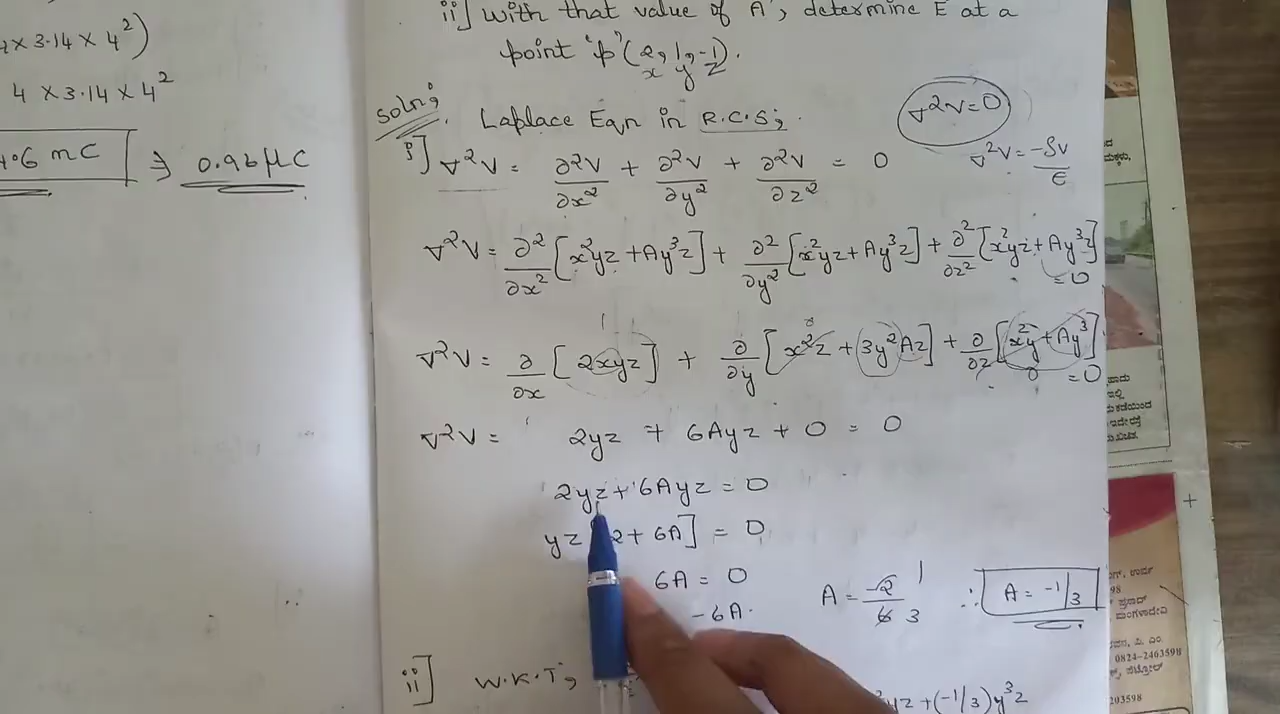 4 × 3.14 × 4²)
4 × 3.14 × 4²
⇒ 0.96 μC
ii] with that value of A, determine E at a
point 'p' (2, 1, -1).
x y z
soln;
Laplace Eqn in R.C.S;
∇²V = 0
i] ∇²V = ∂²V/∂x² + ∂²V/∂y² + ∂²V/∂z² = 0
∇²V = -ρv/ϵ
∇²V = ∂²/∂x² [x²yz + Ay³z] + ∂²/∂y² [x²yz + Ay³z] + ∂²/∂z² [x²yz + Ay³z] = 0
∇²V = ∂/∂x [2xyz] + ∂/∂y [x²z + 3y²Az] + ∂/∂z [x²y + Ay³] = 0
∇²V = 2yz + 6Ayz + 0 = 0
2yz + 6Ayz = 0
yz 2 + 6A] = 0
6A = 0
A = -2/6 1 3
∴ A = -1/3
-6A.
ii] W.K.T;
yz + (-1/3)y³z
0824-2463598
203598